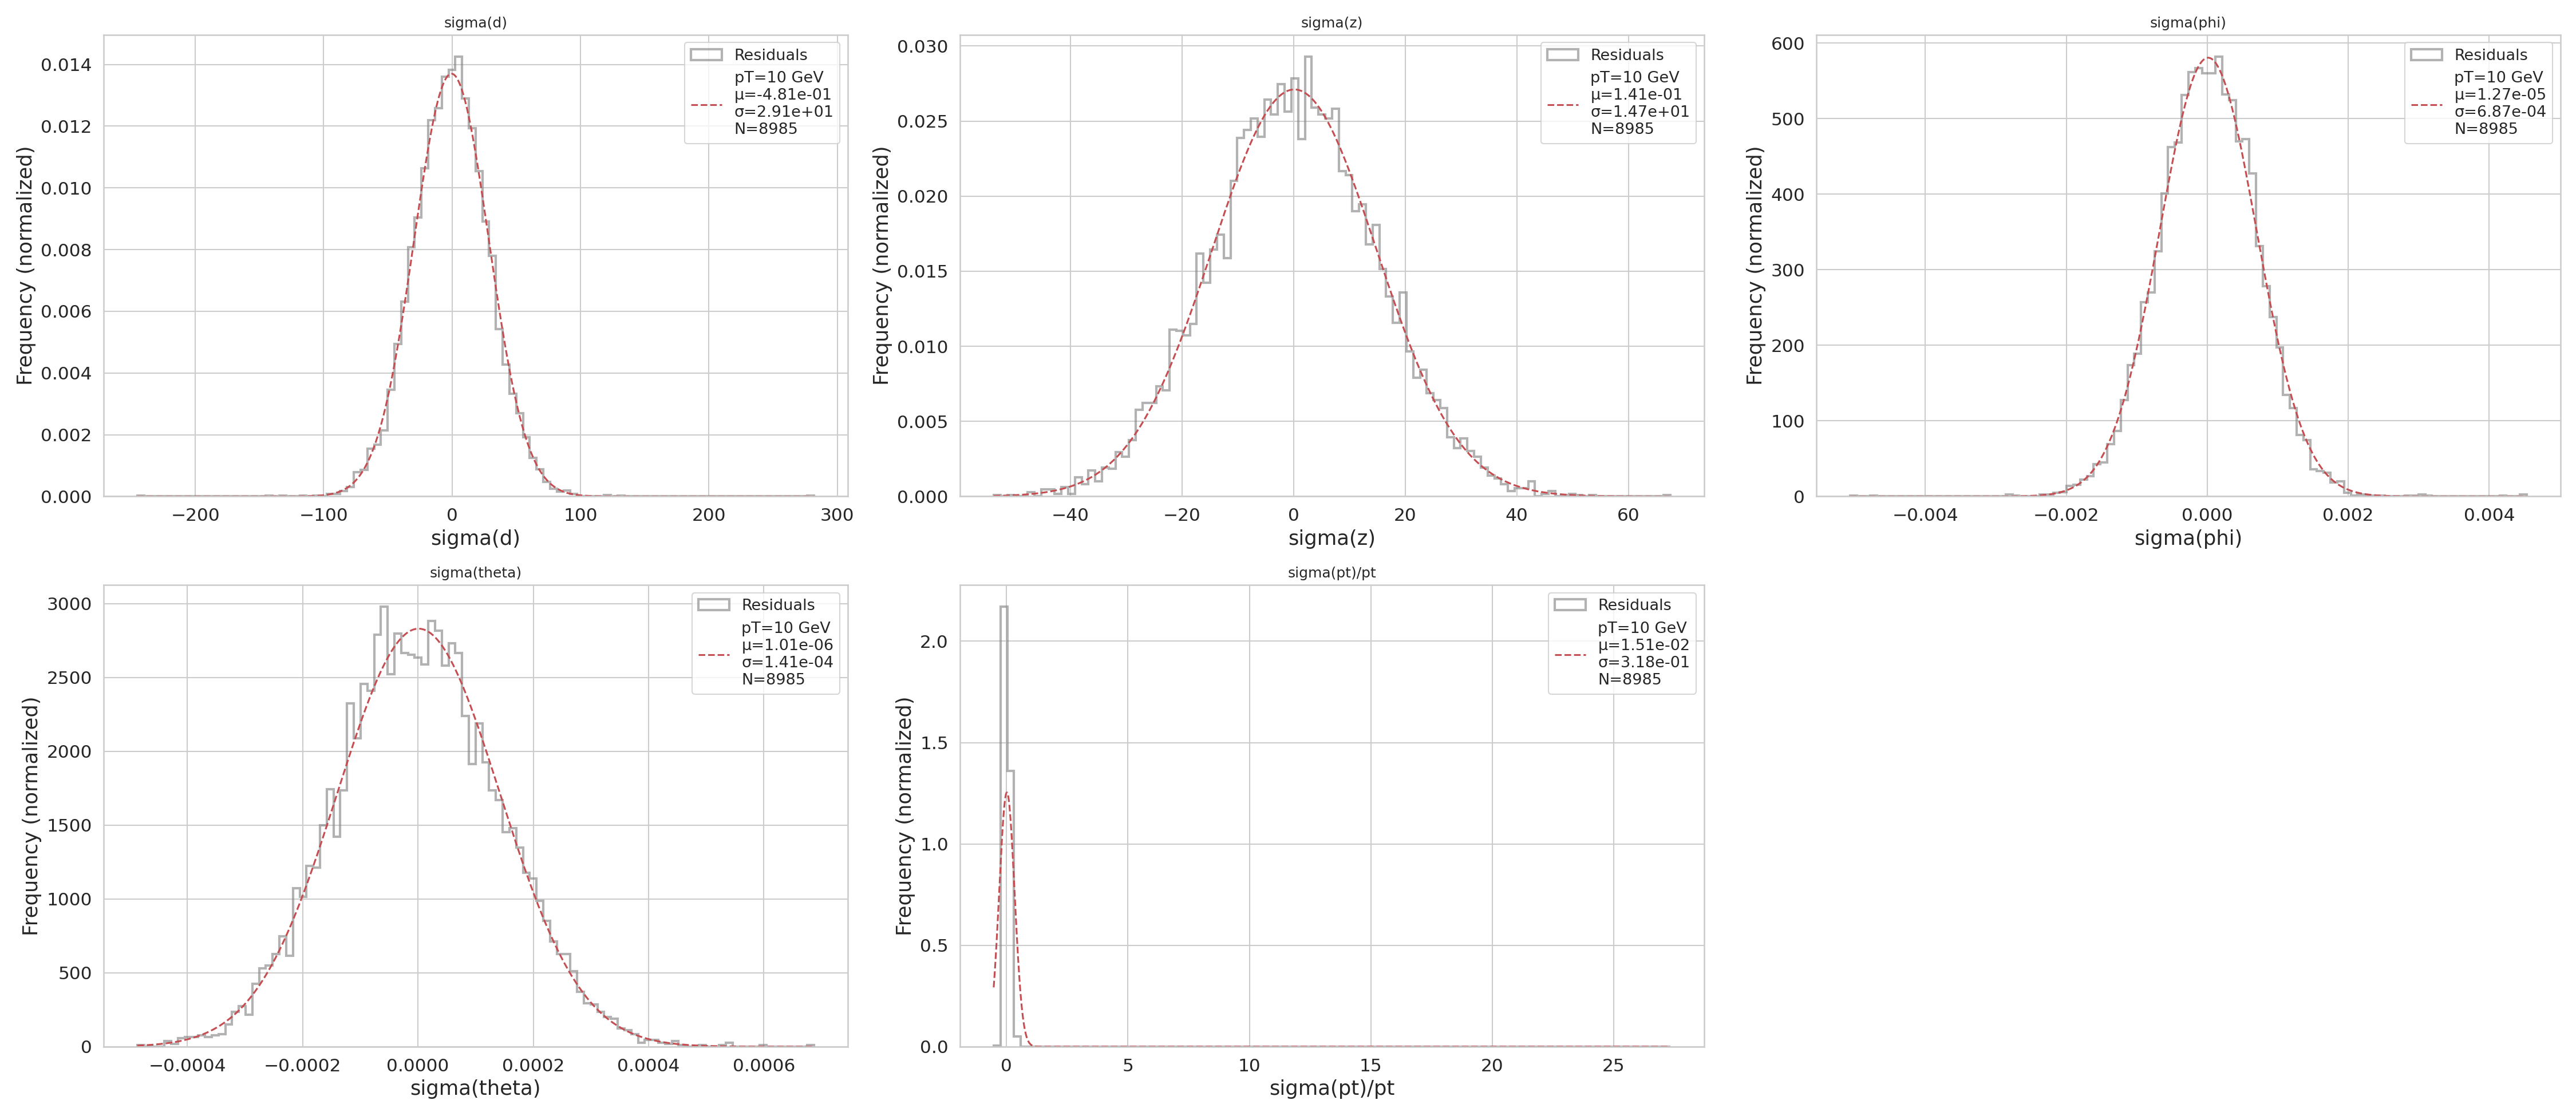 sigma(d)
Frequency (normalized)
0.014
0.012
0.010
0.008
0.006
0.004
0.002
0.000
Residuals
pT=10 GeV
μ=-4.81e-01
σ=2.91e+01
N=8985
−200
−100
0
100
200
300
sigma(d)
sigma(z)
Frequency (normalized)
0.030
0.025
0.020
0.015
0.010
0.005
0.000
Residuals
pT=10 GeV
μ=1.41e-01
σ=1.47e+01
N=8985
−40
−20
0
20
40
60
sigma(z)
sigma(phi)
Frequency (normalized)
600
500
400
300
200
100
0
Residuals
pT=10 GeV
μ=1.27e-05
σ=6.87e-04
N=8985
−0.004
−0.002
0.000
0.002
0.004
sigma(phi)
sigma(theta)
Frequency (normalized)
3000
2500
2000
1500
1000
500
0
Residuals
pT=10 GeV
μ=1.01e-06
σ=1.41e-04
N=8985
−0.0004
−0.0002
0.0000
0.0002
0.0004
0.0006
sigma(theta)
sigma(pt)/pt
Frequency (normalized)
2.0
1.5
1.0
0.5
0.0
Residuals
pT=10 GeV
μ=1.51e-02
σ=3.18e-01
N=8985
0
5
10
15
20
25
sigma(pt)/pt